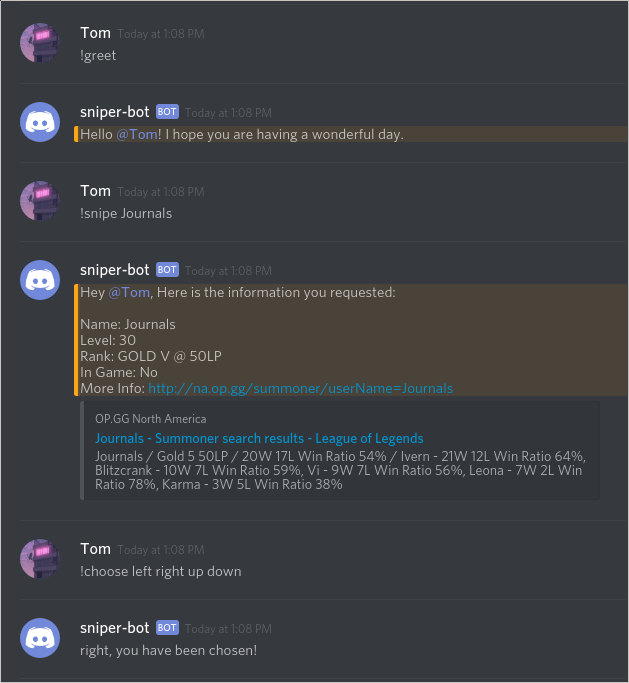 Tom Today at 1:08 PM
!greet
sniper-bot BOT Today at 1:08 PM
Hello @Tom! I hope you are having a wonderful day.
Tom Today at 1:08 PM
!snipe Journals
sniper-bot BOT Today at 1:08 PM
Hey @Tom, Here is the information you requested:
Name: Journals
Level: 30
Rank: GOLD V @ 50LP
In Game: No
More Info: http://na.op.gg/summoner/userName=Journals
OP.GG North America
Journals - Summoner search results - League of Legends
Journals / Gold 5 50LP / 20W 17L Win Ratio 54% / Ivern - 21W 12L Win Ratio 64%,
Blitzcrank - 10W 7L Win Ratio 59%, Vi - 9W 7L Win Ratio 56%, Leona - 7W 2L Win
Ratio 78%, Karma - 3W 5L Win Ratio 38%
Tom Today at 1:08 PM
!choose left right up down
sniper-bot BOT Today at 1:08 PM
right, you have been chosen!